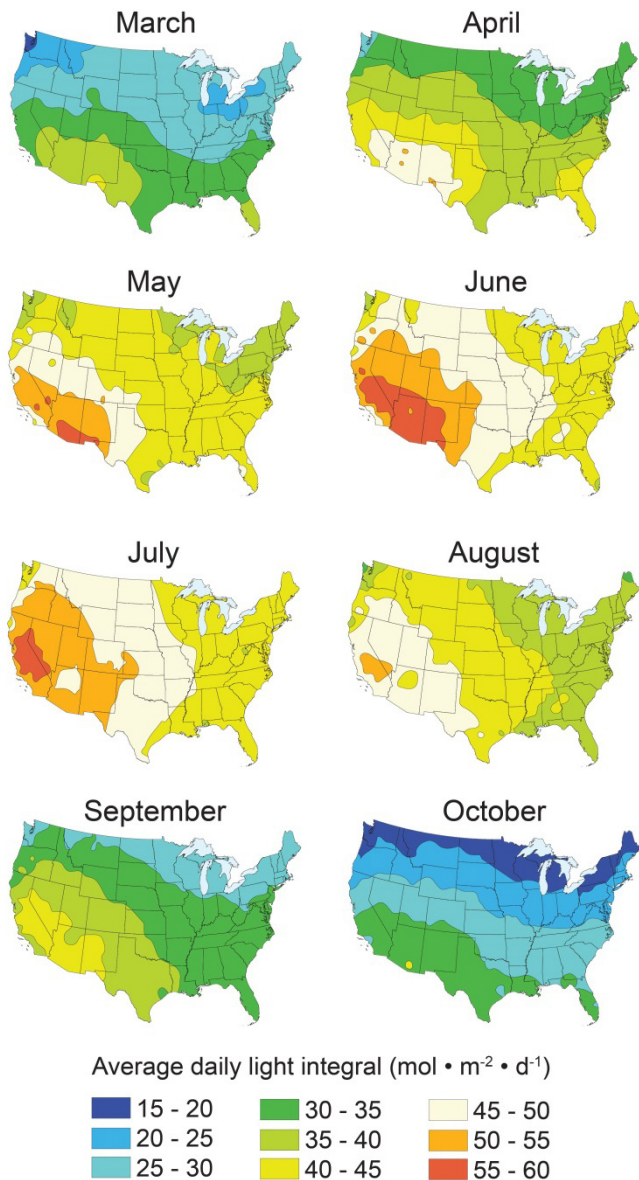 March April
May June
July August
September October
Average daily light integral (mol • m⁻² • d⁻¹)
15 - 20 30 - 35 45 - 50
20 - 25 35 - 40 50 - 55
25 - 30 40 - 45 55 - 60